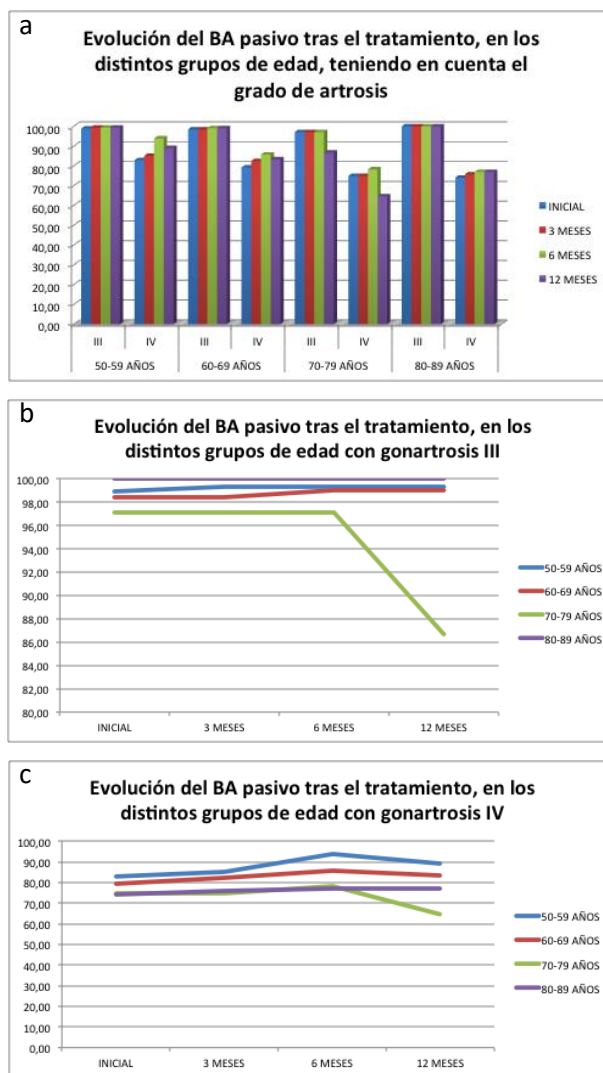 a
Evolución del BA pasivo tras el tratamiento, en los
distintos grupos de edad, teniendo en cuenta el
grado de artrosis
100,00
90,00
80,00
70,00
60,00
50,00
40,00
30,00
20,00
10,00
0,00
III IV III IV III IV III IV
50-59 AÑOS 60-69 AÑOS 70-79 AÑOS 80-89 AÑOS
INICIAL
3 MESES
6 MESES
12 MESES
b
Evolución del BA pasivo tras el tratamiento, en los
distintos grupos de edad con gonartrosis III
100,00
98,00
96,00
94,00
92,00
90,00
88,00
86,00
84,00
82,00
80,00
INICIAL 3 MESES 6 MESES 12 MESES
50-59 AÑOS
60-69 AÑOS
70-79 AÑOS
80-89 AÑOS
c
Evolución del BA pasivo tras el tratamiento, en los
distintos grupos de edad con gonartrosis IV
100,00
90,00
80,00
70,00
60,00
50,00
40,00
30,00
20,00
10,00
0,00
INICIAL 3 MESES 6 MESES 12 MESES
50-59 AÑOS
60-69 AÑOS
70-79 AÑOS
80-89 AÑOS